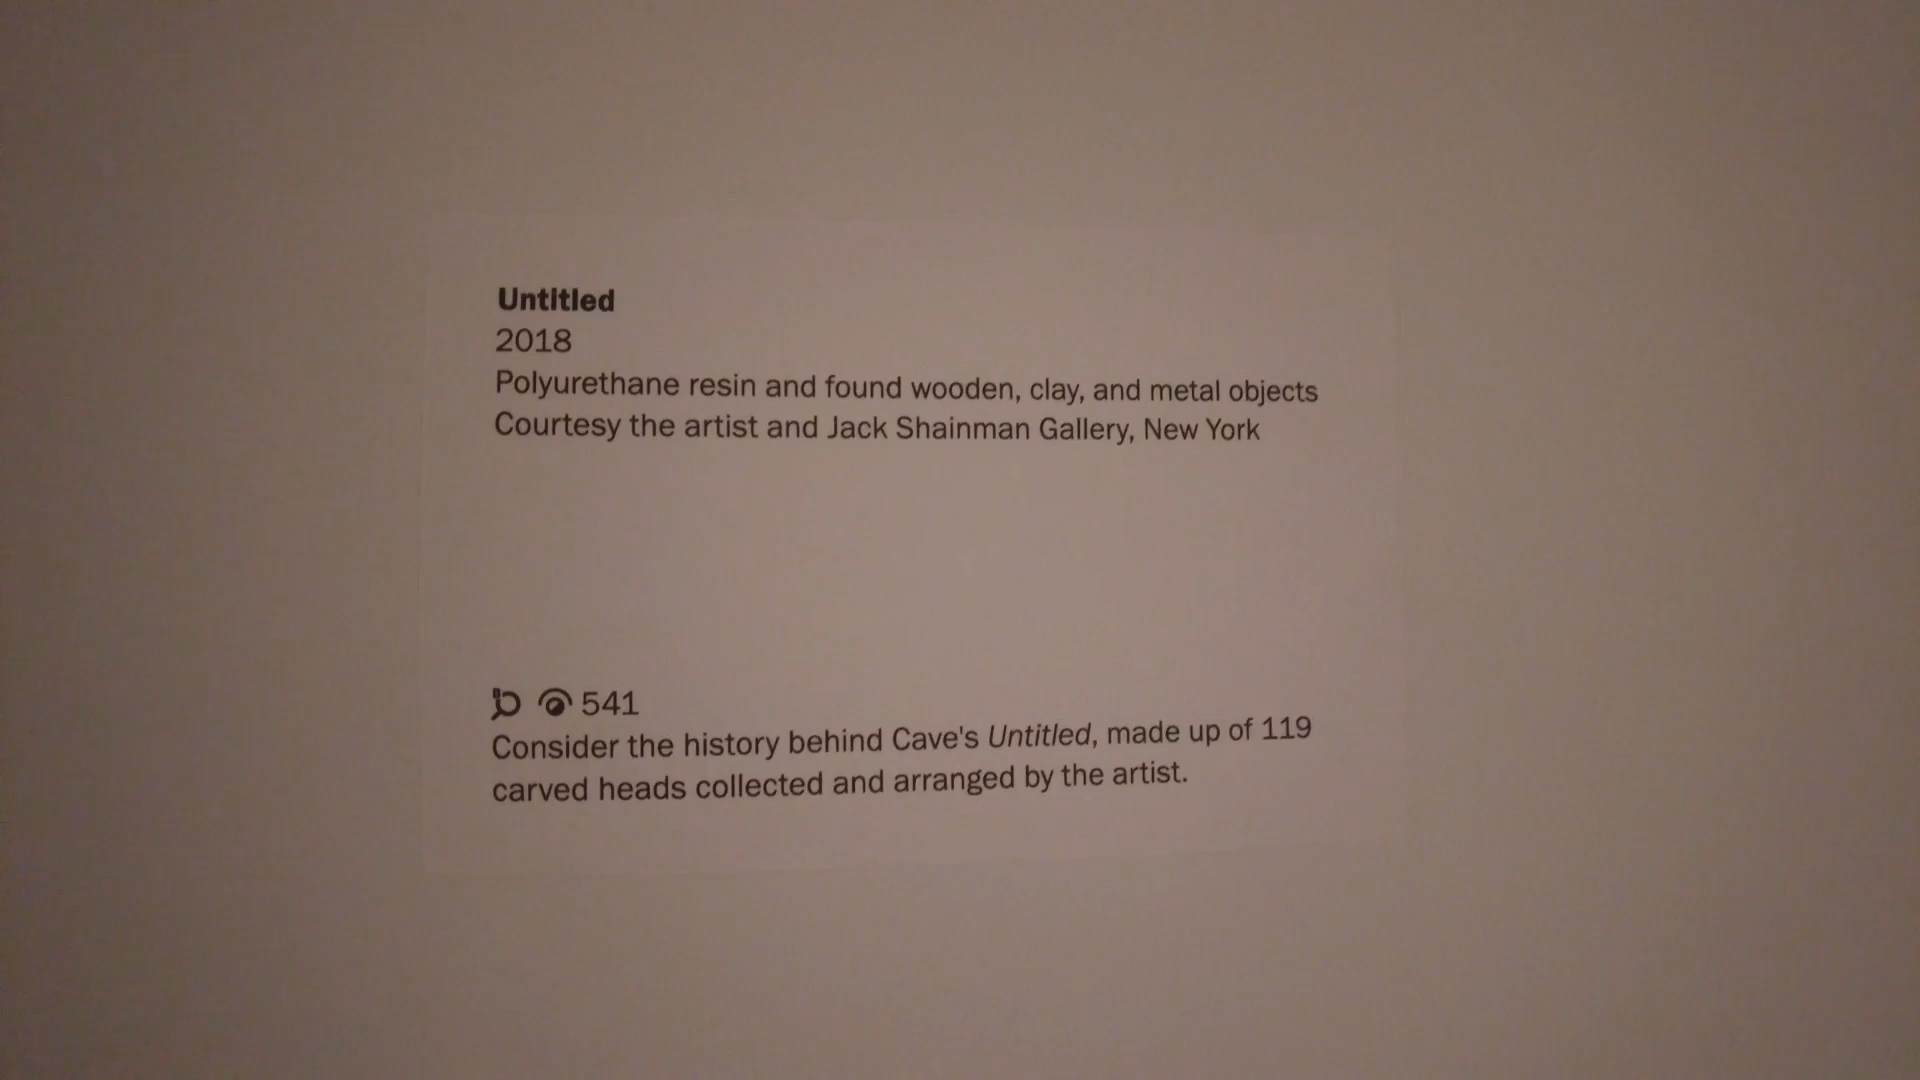 Untitled
2018
Polyurethane resin and found wooden, clay, and metal objects
Courtesy the artist and Jack Shainman Gallery, New York
541
Consider the history behind Cave's Untitled, made up of 119
carved heads collected and arranged by the artist.